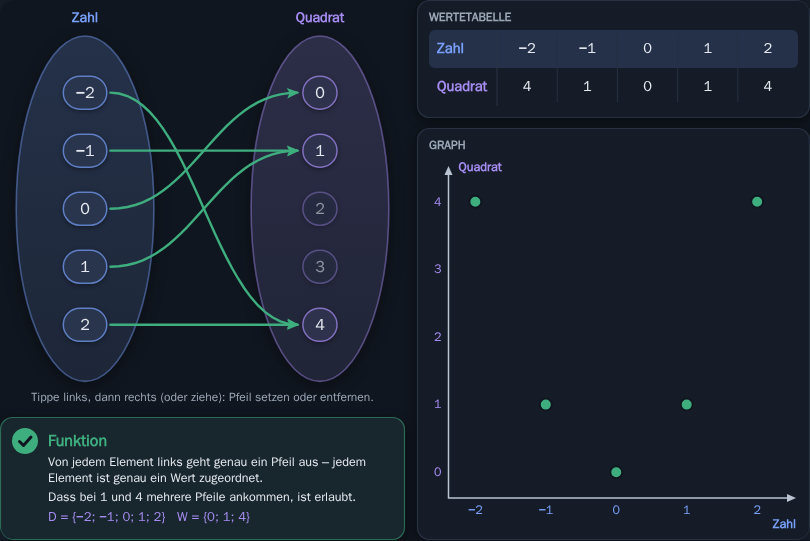 Zahl
Quadrat
−2
0
−1
1
0
2
1
3
2
4
Tippe links, dann rechts (oder ziehe): Pfeil setzen oder entfernen.
Funktion
Von jedem Element links geht genau ein Pfeil aus – jedem
Element ist genau ein Wert zugeordnet.
Dass bei 1 und 4 mehrere Pfeile ankommen, ist erlaubt.
D = {−2; −1; 0; 1; 2} W = {0; 1; 4}
WERTETABELLE
Zahl −2 −1 0 1 2
Quadrat 4 1 0 1 4
GRAPH
Quadrat
4
3
2
1
0
−2 −1 0 1 2
Zahl